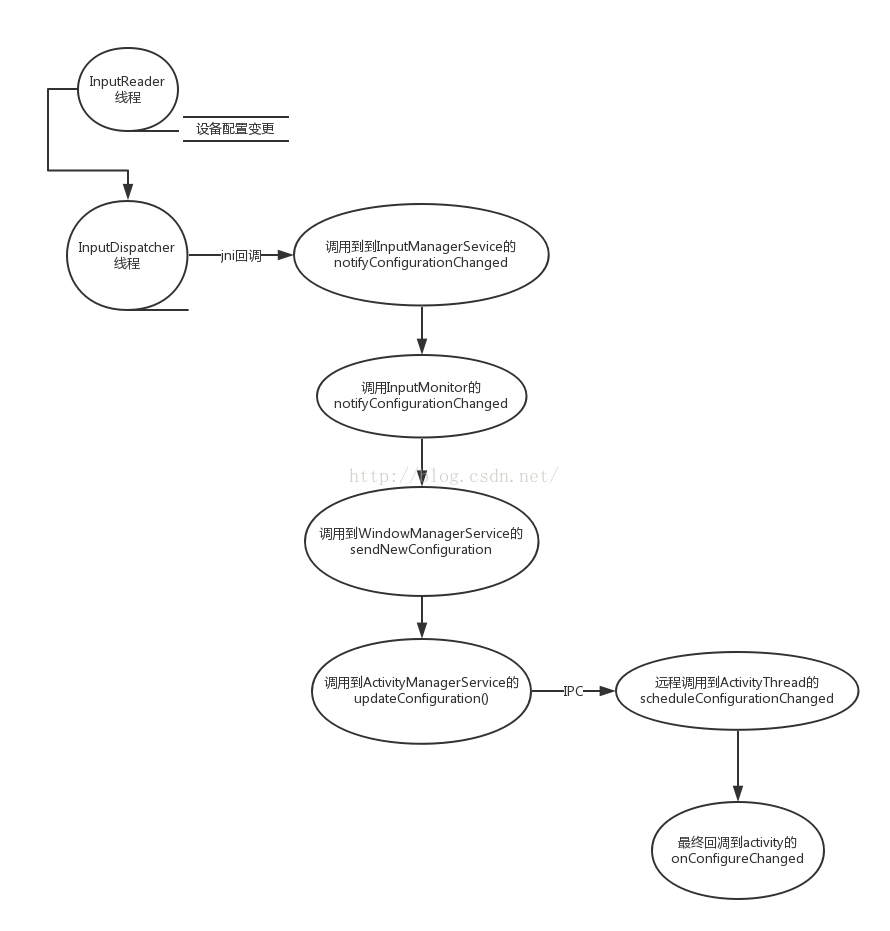 InputReader
线程
设备配置变更
InputDispatcher
线程
jni回调
调用到到InputManagerSevice的
notifyConfigurationChanged
调用InputMonitor的
notifyConfigurationChanged
http://blog.csdn.net/
调用到WindowManagerService的
sendNewConfiguration
调用到ActivityManagerService的
updateConfiguration()
IPC
远程调用到ActivityThread的
scheduleConfigurationChanged
最终回凋到activity的
onConfigureChanged